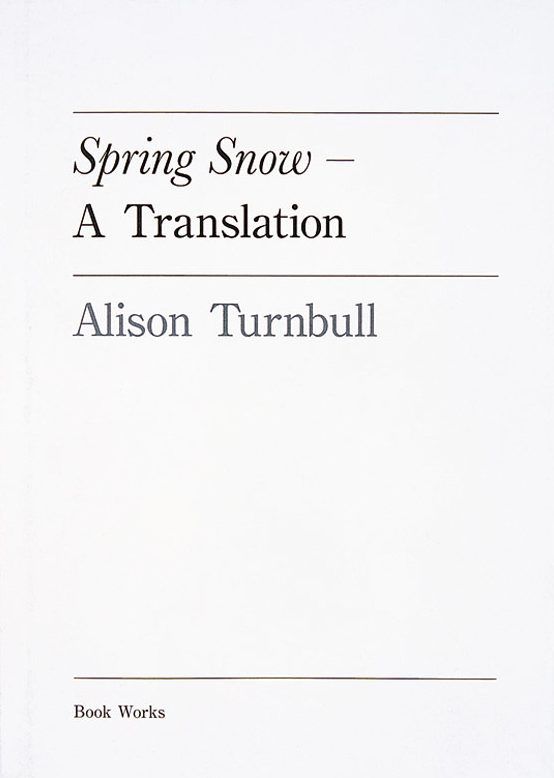 Spring Snow –
A Translation
Alison Turnbull
Book Works